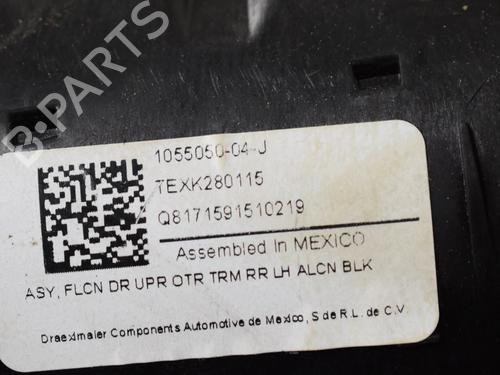 B-PARTS
1055050-04-J
TEXK280115
Q8171591510219
Assembled In MEXICO
ASY, FLCN DR UPR OTR TRM RR LH ALCN BLK
Draexlmaier Components Automotive de Mexico, S de R.L. de C.V.